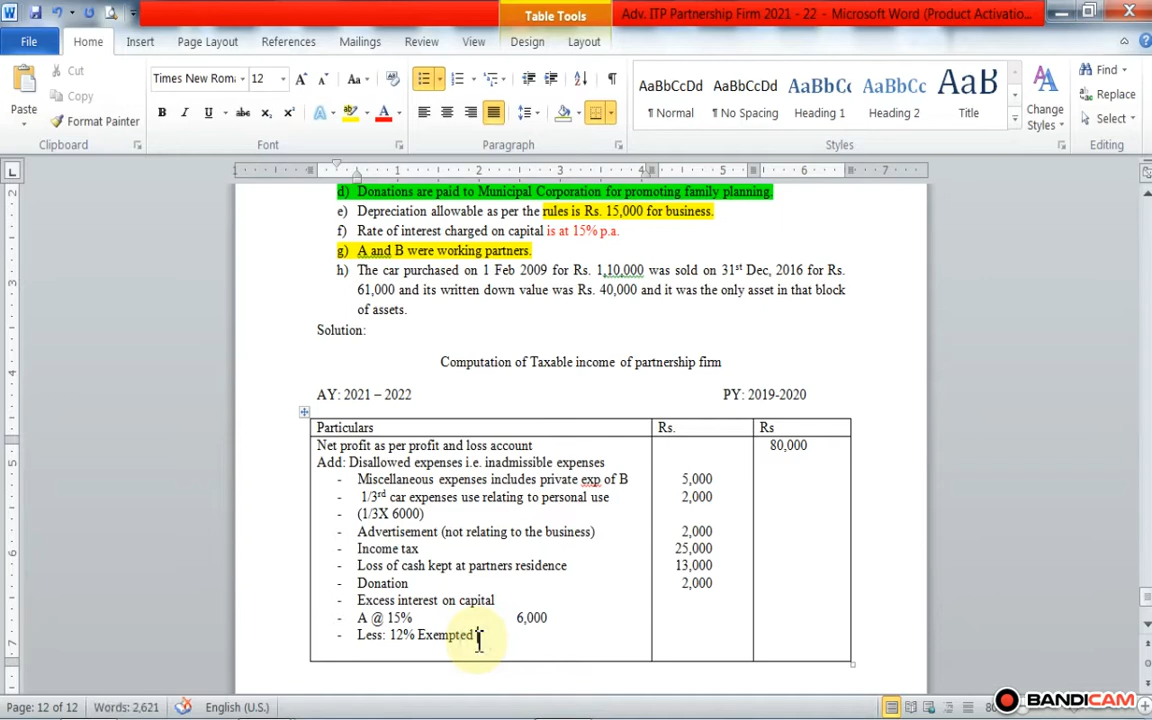 Table Tools
Adv. ITP Partnership Firm 2021 - 22 - Microsoft Word (Product Activatio...
File Home Insert Page Layout References Mailings Review View Design Layout
Cut
Copy
Format Painter
Paste
Clipboard
Times New Rom
12
Font
Paragraph
AaBbCcDd AaBbCcDd AaBbCc AaBbCc AaB
¶ Normal ¶ No Spacing Heading 1 Heading 2 Title
Styles
Change
Styles
Find
Replace
Select
Editing
d) Donations are paid to Municipal Corporation for promoting family planning.
e) Depreciation allowable as per the rules is Rs. 15,000 for business.
f) Rate of interest charged on capital is at 15% p.a.
g) A and B were working partners.
h) The car purchased on 1 Feb 2009 for Rs. 1,10,000 was sold on 31st Dec, 2016 for Rs.
61,000 and its written down value was Rs. 40,000 and it was the only asset in that block
of assets.
Solution:
Computation of Taxable income of partnership firm
AY: 2021 – 2022 PY: 2019-2020
Particulars Rs. Rs
Net profit as per profit and loss account 80,000
Add: Disallowed expenses i.e. inadmissible expenses
- Miscellaneous expenses includes private exp of B 5,000
- 1/3rd car expenses use relating to personal use 2,000
- (1/3X 6000)
- Advertisement (not relating to the business) 2,000
- Income tax 25,000
- Loss of cash kept at partners residence 13,000
- Donation 2,000
- Excess interest on capital
- A @ 15% 6,000
- Less: 12% Exempted
Page: 12 of 12 Words: 2,621 English (U.S.)
BANDICAM